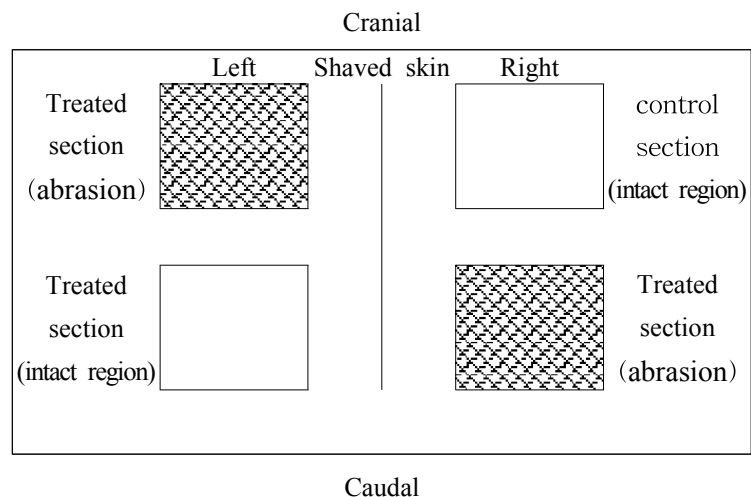 Cranial
Left Shaved skin Right
Treated
section
(abrasion)
control
section
(intact region)
Treated
section
(intact region)
Treated
section
(abrasion)
Caudal